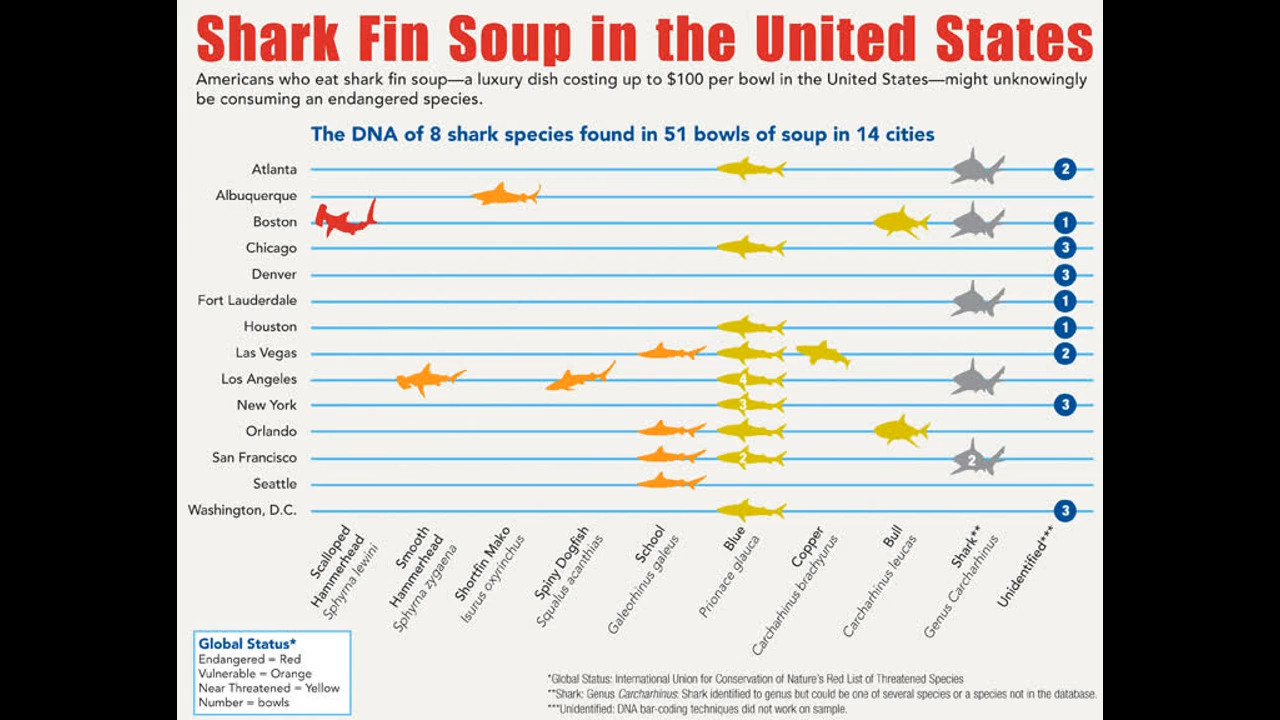 Shark Fin Soup in the United States
Americans who eat shark fin soup—a luxury dish costing up to $100 per bowl in the United States—might unknowingly
be consuming an endangered species.
The DNA of 8 shark species found in 51 bowls of soup in 14 cities
Atlanta 2
Albuquerque
Boston 1
Chicago 3
Denver 3
Fort Lauderdale 1
Houston 1
Las Vegas 2
Los Angeles 4
New York 3 3
Orlando
San Francisco 2 2
Seattle
Washington, D.C. 3
Scalloped
Hammerhead
Sphyrna lewini
Smooth
Hammerhead
Sphyrna zygaena
Shortfin Mako
Isurus oxyrinchus
Spiny Dogfish
Squalus acanthias
School
Galeorhinus galeus
Blue
Prionace glauca
Copper
Carcharhinus brachyurus
Bull
Carcharhinus leucas
Shark**
Genus Carcharhinus
Unidentified***
Global Status*
Endangered = Red
Vulnerable = Orange
Near Threatened = Yellow
Number = bowls
*Global Status: International Union for Conservation of Nature's Red List of Threatened Species
**Shark: Genus Carcharhinus: Shark identified to genus but could be one of several species or a species not in the database.
***Unidentified: DNA bar-coding techniques did not work on sample.